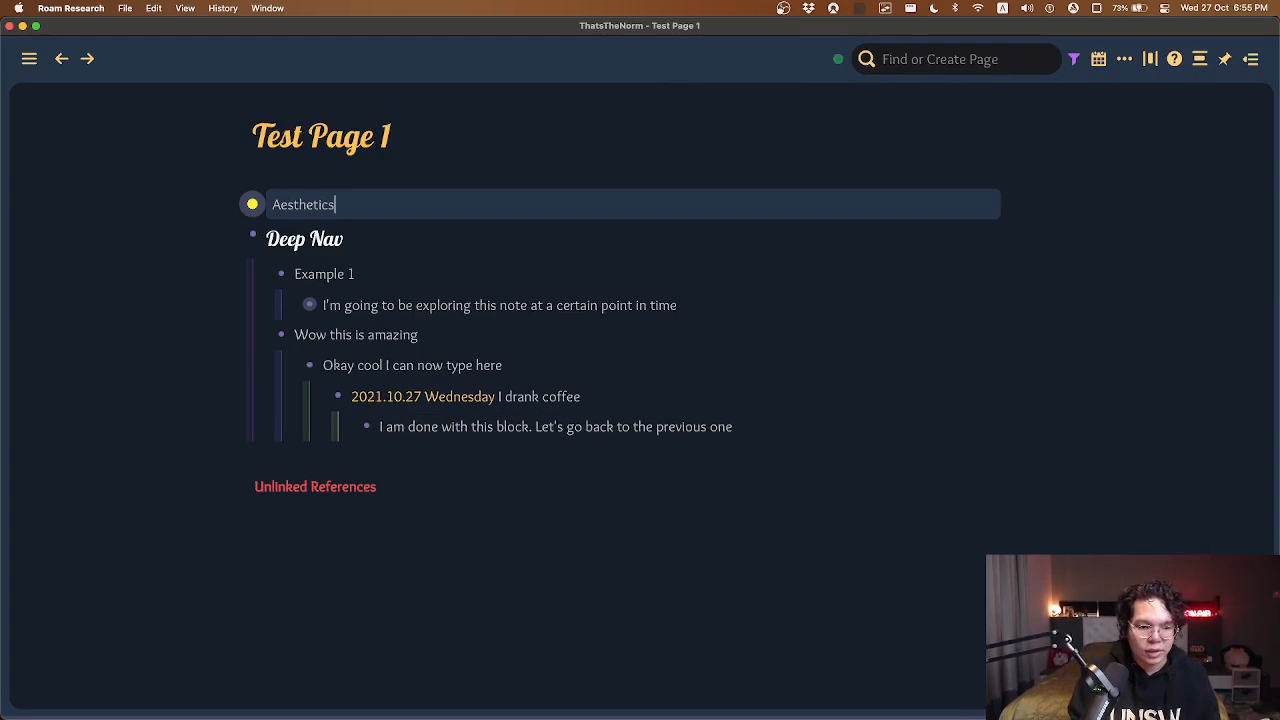 Roam Research File Edit View History Window 73% Wed 27 Oct 6:55 PM
ThatsTheNorm - Test Page 1
Find or Create Page
Test Page 1
Aesthetics
Deep Nav
Example 1
I'm going to be exploring this note at a certain point in time
Wow this is amazing
Okay cool I can now type here
2021.10.27 Wednesday I drank coffee
I am done with this block. Let's go back to the previous one
Unlinked References
UNSW